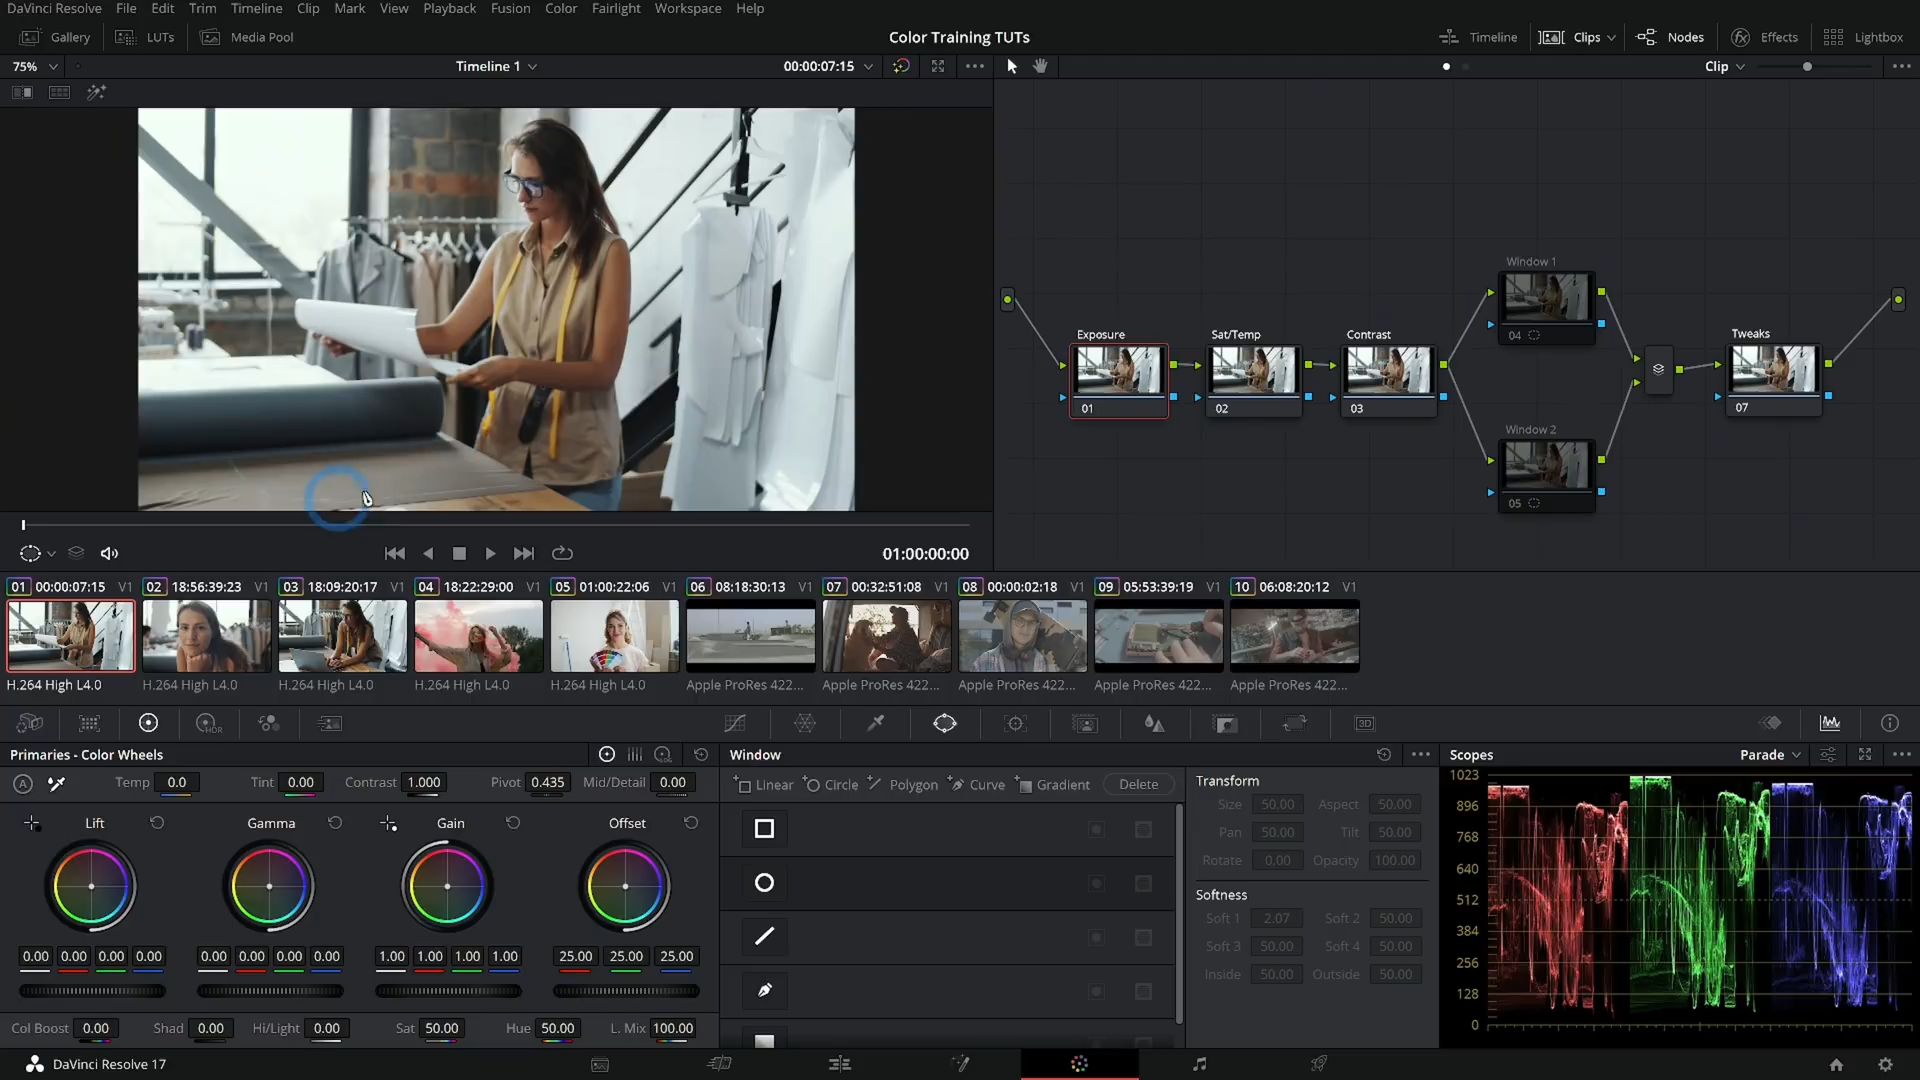 DaVinci Resolve File Edit Trim Timeline Clip Mark View Playback Fusion Color Fairlight Workspace Help
Gallery LUTs Media Pool Color Training TUTs Timeline Clips Nodes Effects Lightbox
75% Timeline 1 00:00:07:15 Clip
Window 1
04
Exposure Sat/Temp Contrast Tweaks
01 02 03 07
Window 2
05
01:00:00:00
01 00:00:07:15 V1 02 18:56:39:23 V1 03 18:09:20:17 V1 04 18:22:29:00 V1 05 01:00:22:06 V1 06 08:18:30:13 V1 07 00:32:51:08 V1 08 00:00:02:18 V1 09 05:53:39:19 V1 10 06:08:20:12 V1
H.264 High L4.0 H.264 High L4.0 H.264 High L4.0 H.264 High L4.0 H.264 High L4.0 Apple ProRes 422... Apple ProRes 422... Apple ProRes 422... Apple ProRes 422... Apple ProRes 422...
HDR 3D
Primaries - Color Wheels LOG Window Scopes Parade
A Temp 0.0 Tint 0.00 Contrast 1.000 Pivot 0.435 Mid/Detail 0.00
Linear Circle Polygon Curve Gradient Delete
Lift Gamma Gain Offset
0.00 0.00 0.00 0.00 0.00 0.00 0.00 0.00 1.00 1.00 1.00 1.00 25.00 25.00 25.00
Col Boost 0.00 Shad 0.00 Hi/Light 0.00 Sat 50.00 Hue 50.00 L. Mix 100.00
Transform
Size 50.00 Aspect 50.00
Pan 50.00 Tilt 50.00
Rotate 0.00 Opacity 100.00
Softness
Soft 1 2.07 Soft 2 50.00
Soft 3 50.00 Soft 4 50.00
Inside 50.00 Outside 50.00
1023
896
768
640
512
384
256
128
0
DaVinci Resolve 17